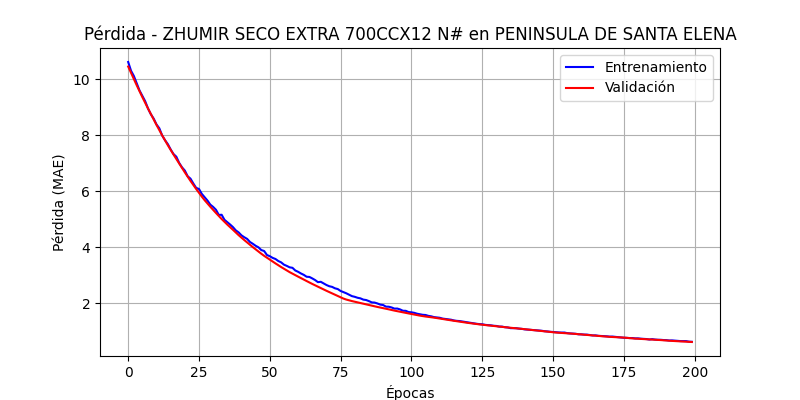 Pérdida - ZHUMIR SECO EXTRA 700CCX12 N# en PENINSULA DE SANTA ELENA
Entrenamiento
Validación
Pérdida (MAE)
10
8
6
4
2
0 25 50 75 100 125 150 175 200
Épocas